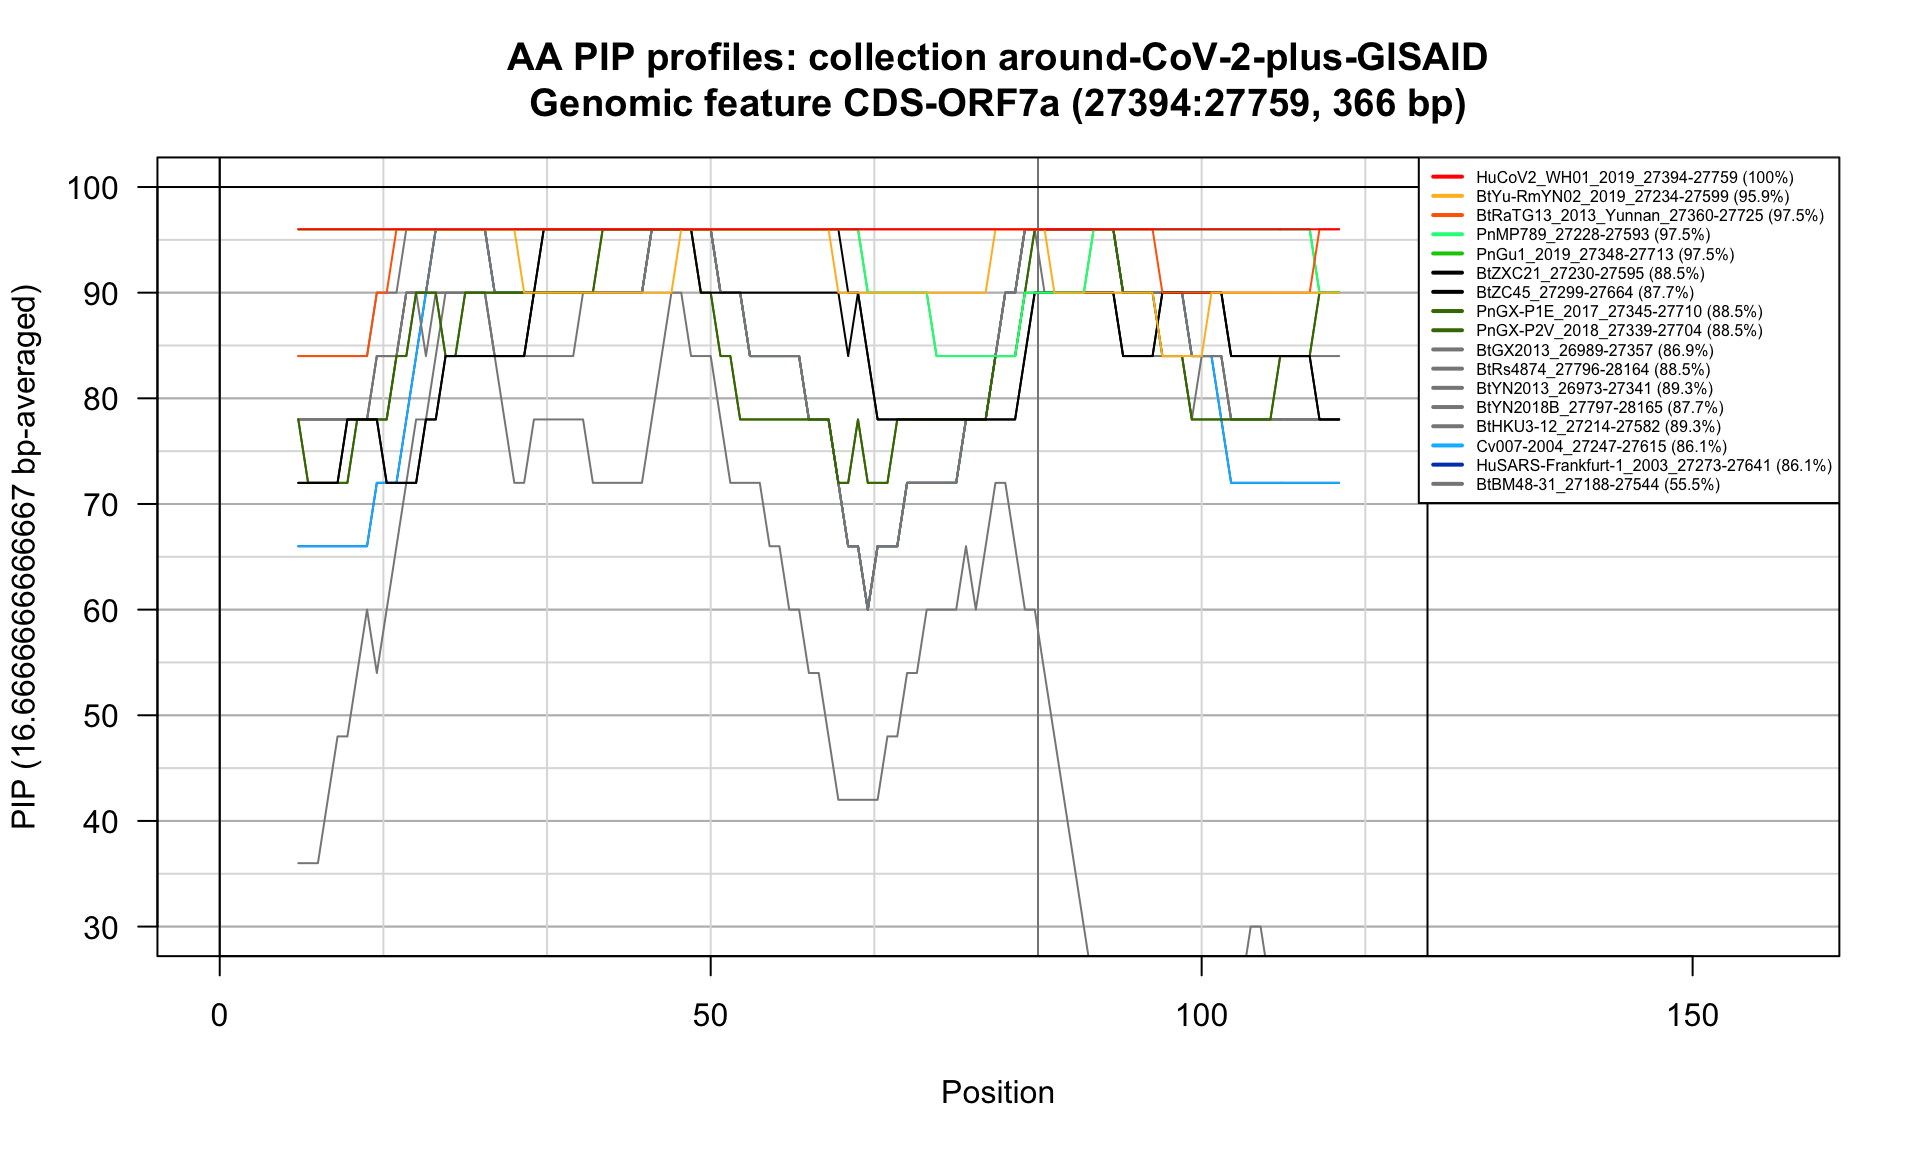 AA PIP profiles: collection around-CoV-2-plus-GISAID
Genomic feature CDS-ORF7a (27394:27759, 366 bp)
PIP (16.6666666666667 bp-averaged)
100
90
80
70
60
50
40
30
HuCoV2_WH01_2019_27394-27759 (100%)
BtYu-RmYN02_2019_27234-27599 (95.9%)
BtRaTG13_2013_Yunnan_27360-27725 (97.5%)
PnMP789_27228-27593 (97.5%)
PnGu1_2019_27348-27713 (97.5%)
BtZXC21_27230-27595 (88.5%)
BtZC45_27299-27664 (87.7%)
PnGX-P1E_2017_27345-27710 (88.5%)
PnGX-P2V_2018_27339-27704 (88.5%)
BtGX2013_26989-27357 (86.9%)
BtRs4874_27796-28164 (88.5%)
BtYN2013_26973-27341 (89.3%)
BtYN2018B_27797-28165 (87.7%)
BtHKU3-12_27214-27582 (89.3%)
Cv007-2004_27247-27615 (86.1%)
HuSARS-Frankfurt-1_2003_27273-27641 (86.1%)
BtBM48-31_27188-27544 (55.5%)
0
50
100
150
Position